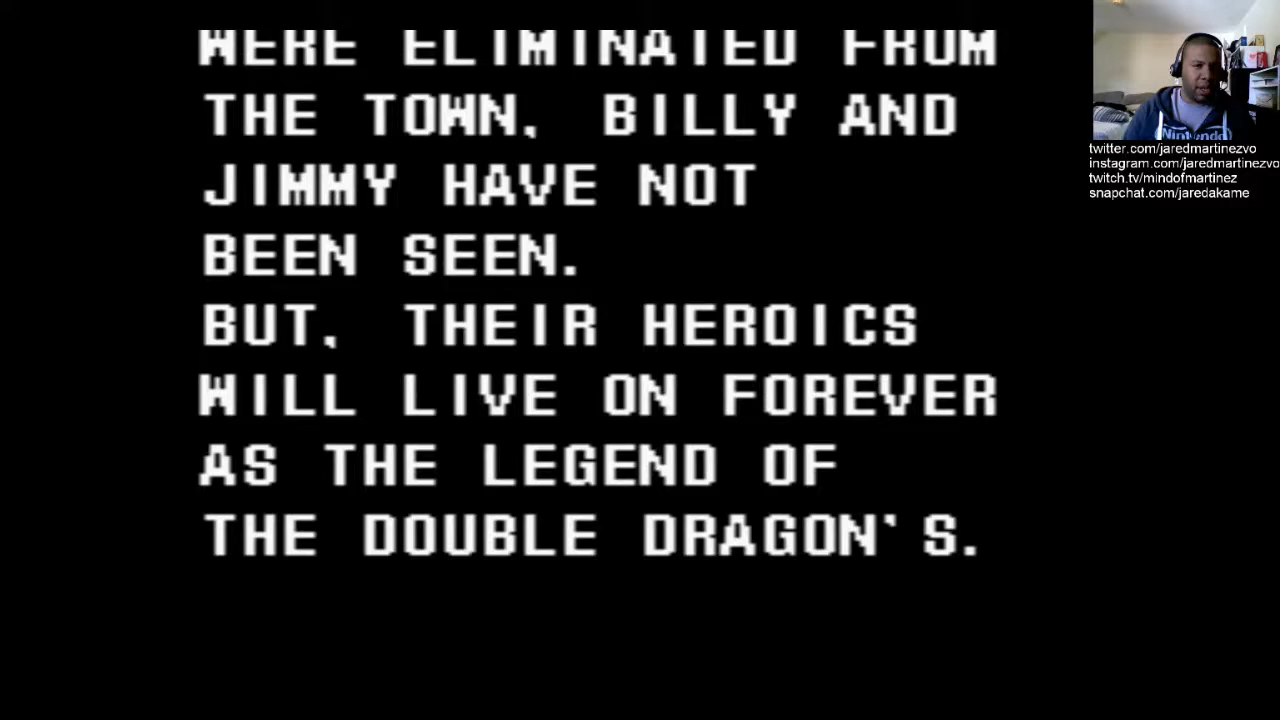 WERE ELIMINATED FROM
THE TOWN, BILLY AND
JIMMY HAVE NOT
BEEN SEEN.
BUT, THEIR HEROICS
WILL LIVE ON FOREVER
AS THE LEGEND OF
THE DOUBLE DRAGON'S.
Nintendo
twitter.com/jaredmartinezvo
instagram.com/jaredmartinezvo
twitch.tv/mindofmartinez
snapchat.com/jaredakame